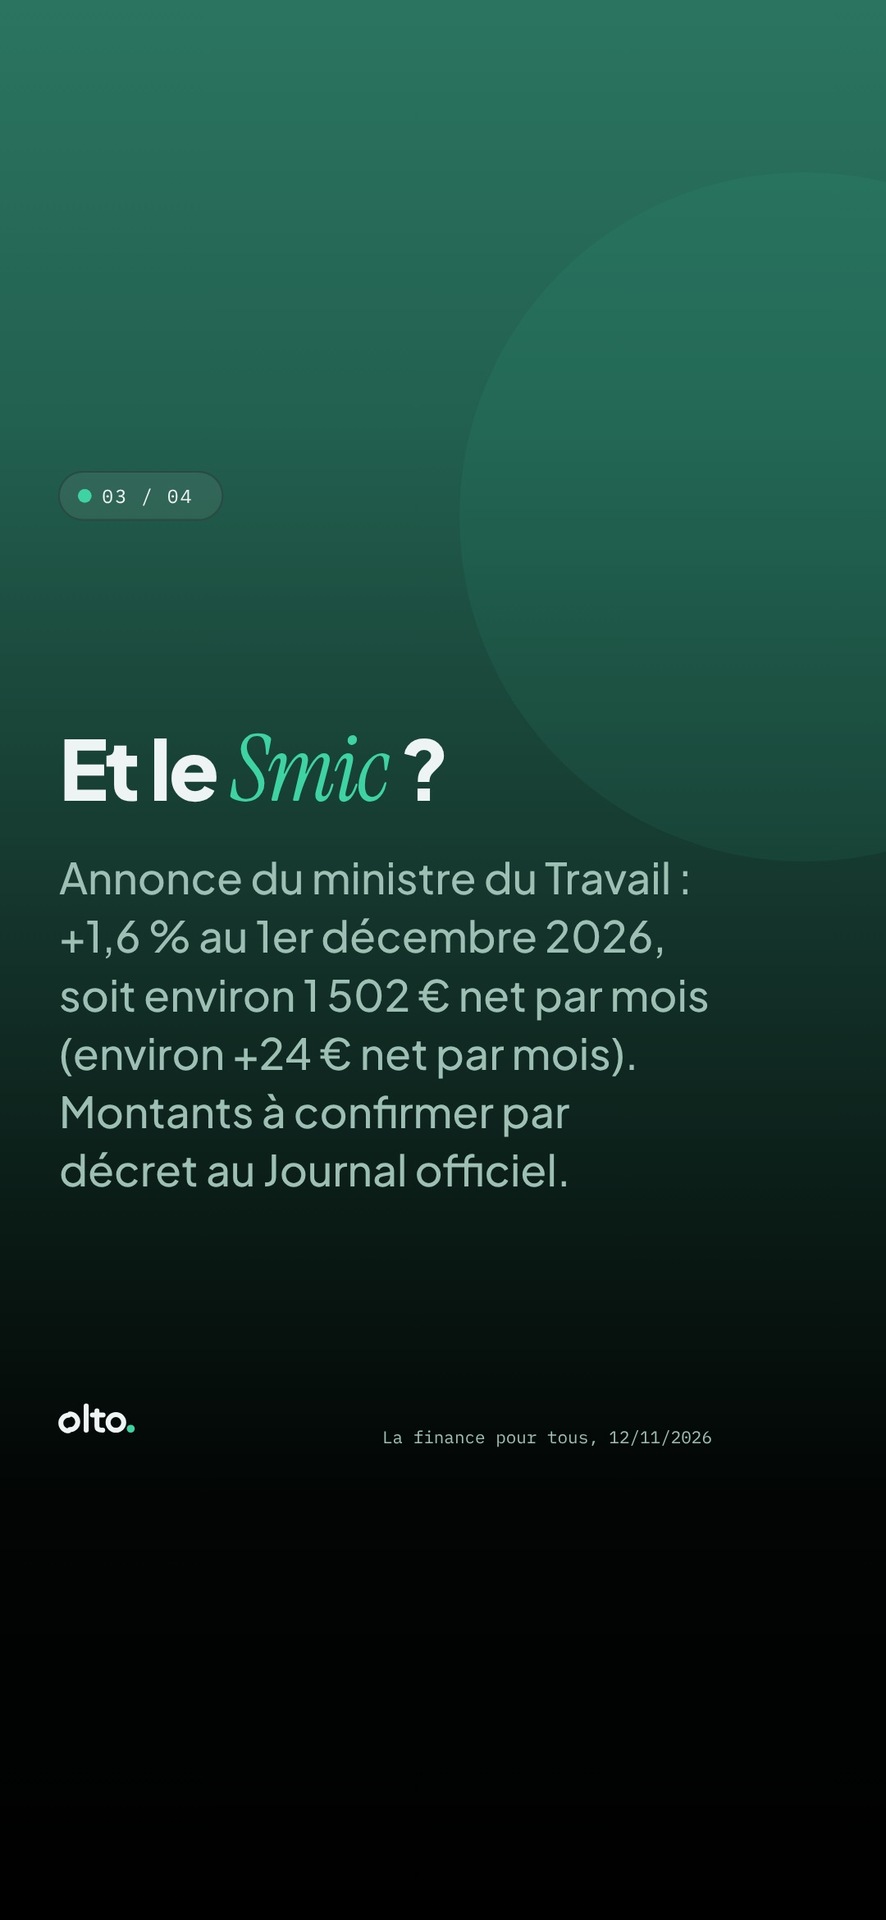 03 / 04
Et le Smic ?
Annonce du ministre du Travail :
+1,6 % au 1er décembre 2026,
soit environ 1 502 € net par mois
(environ +24 € net par mois).
Montants à confirmer par
décret au Journal officiel.
olto.
La finance pour tous, 12/11/2026